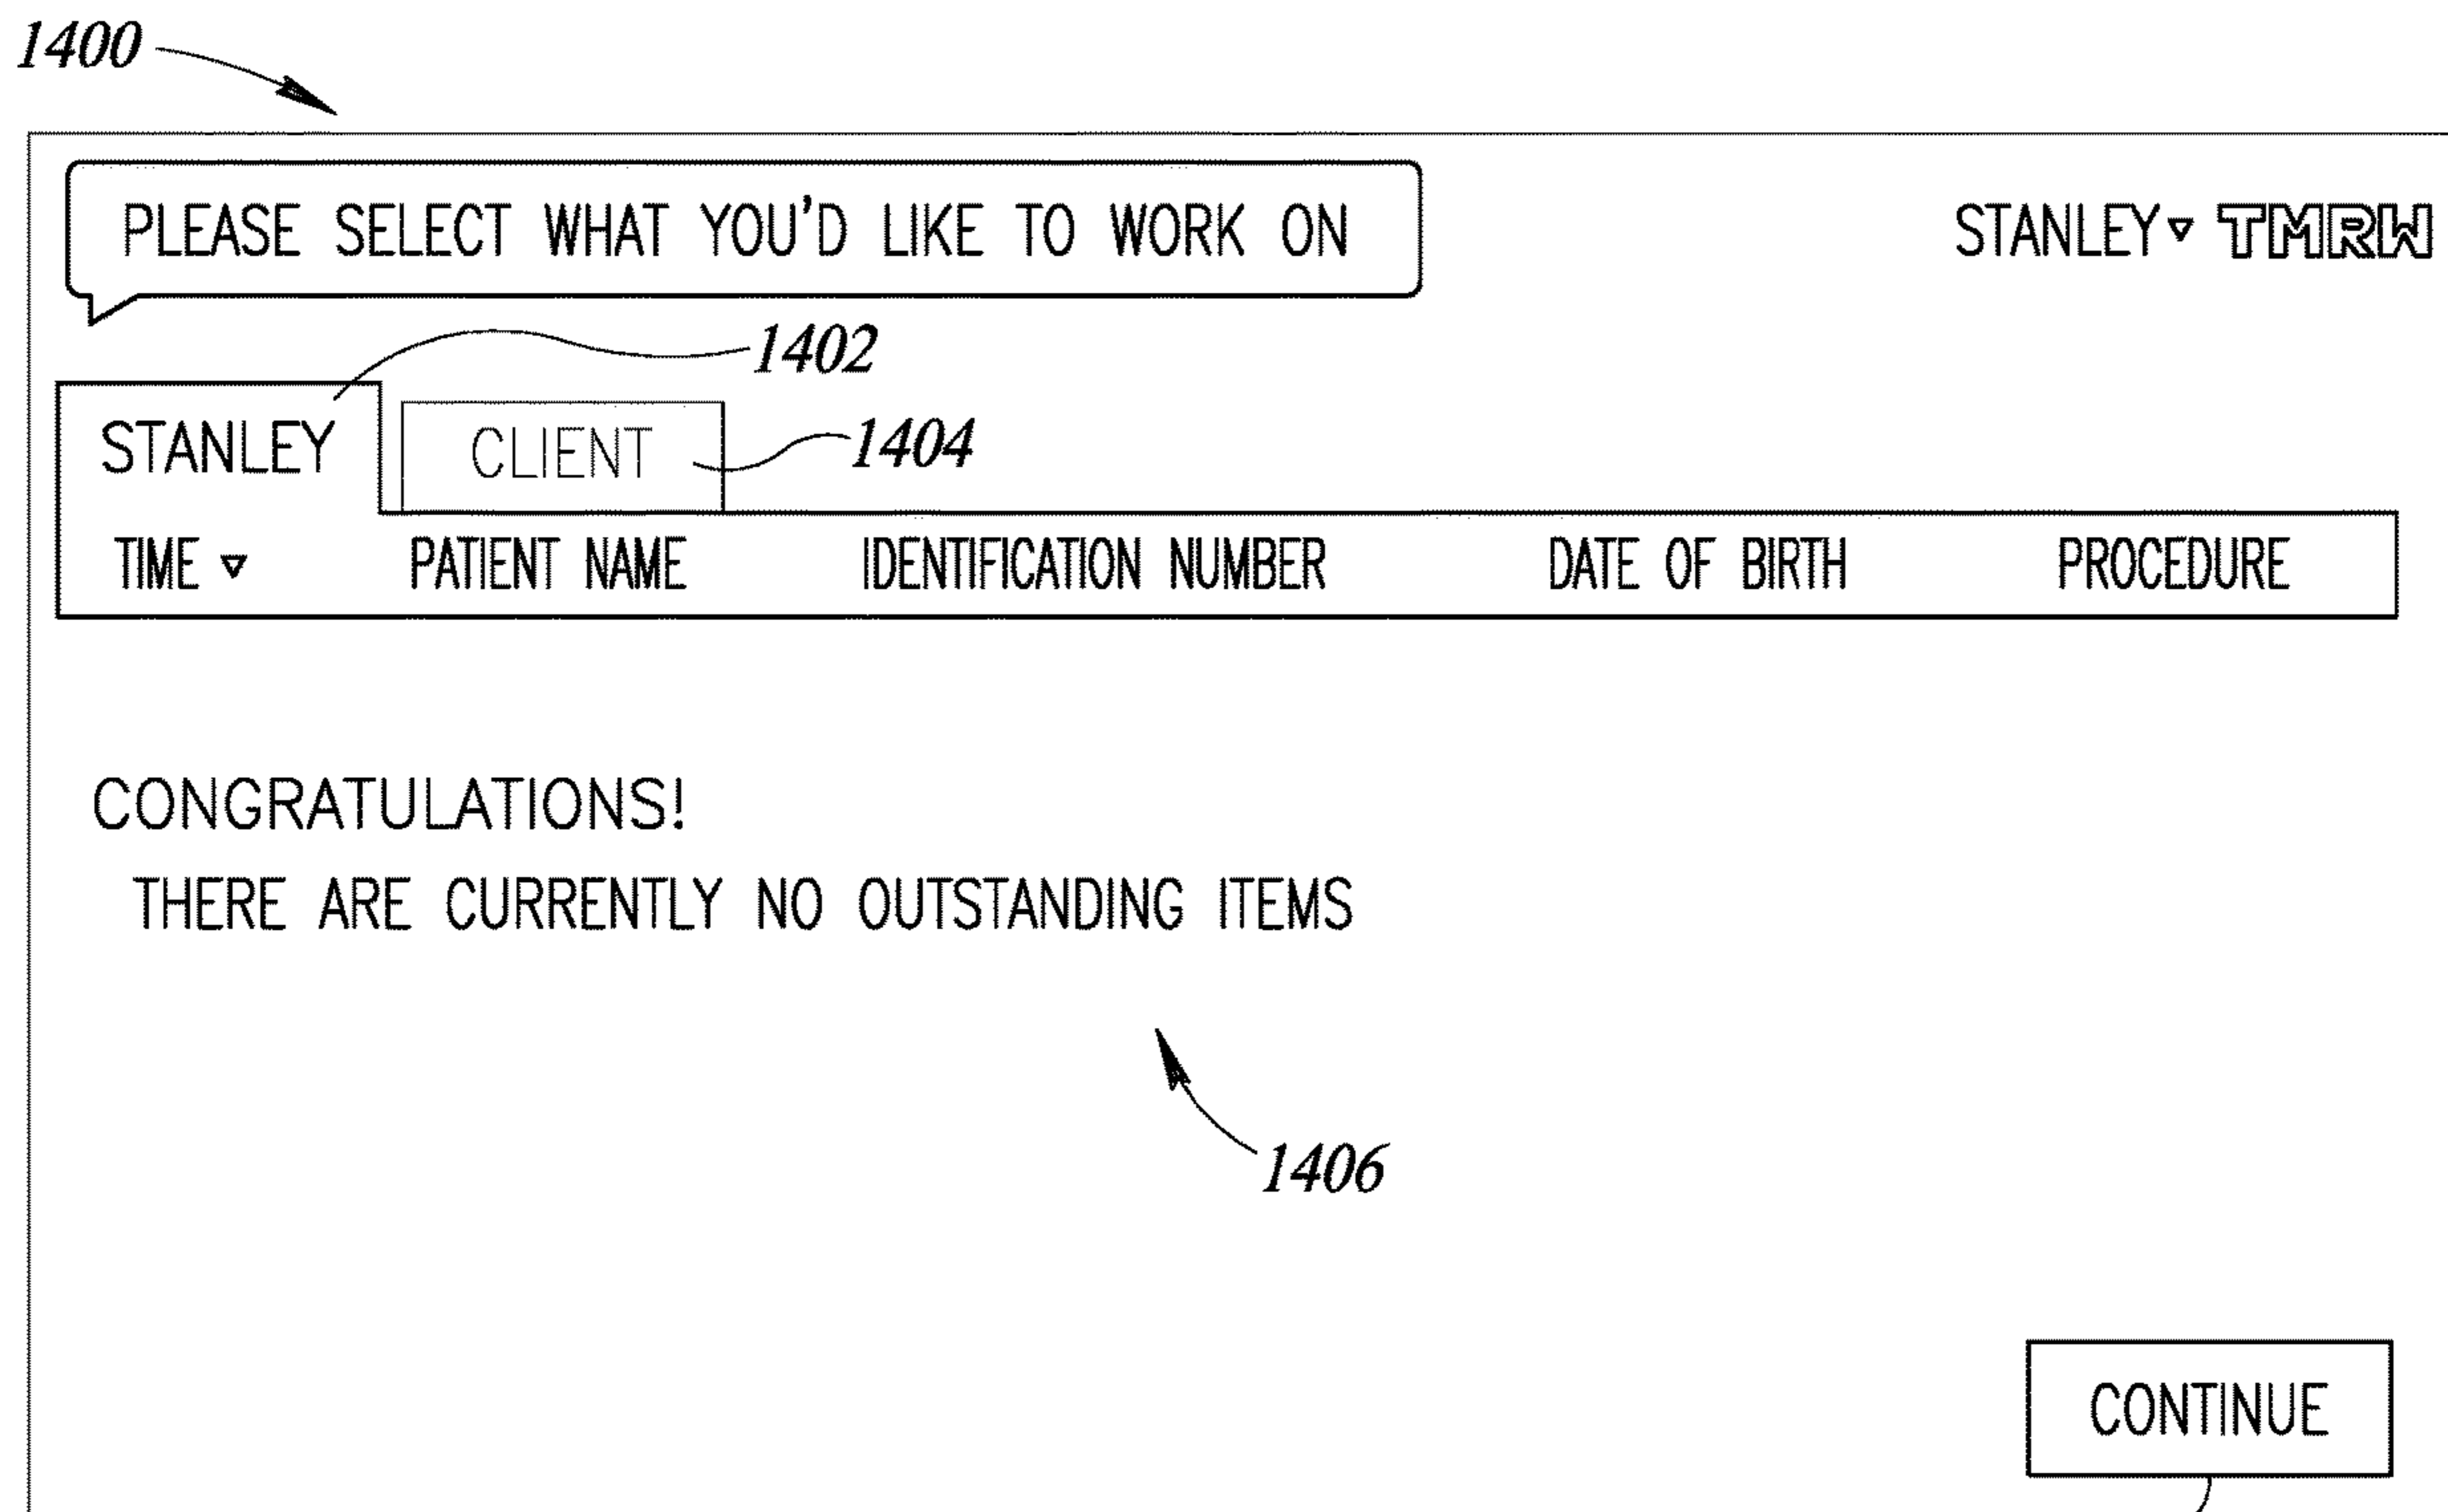 1400
PLEASE SELECT WHAT YOU'D LIKE TO WORK ON
STANLEY TMRW
1402
STANLEY
CLIENT
1404
TIME PATIENT NAME IDENTIFICATION NUMBER DATE OF BIRTH PROCEDURE
CONGRATULATIONS!
THERE ARE CURRENTLY NO OUTSTANDING ITEMS
1406
CONTINUE